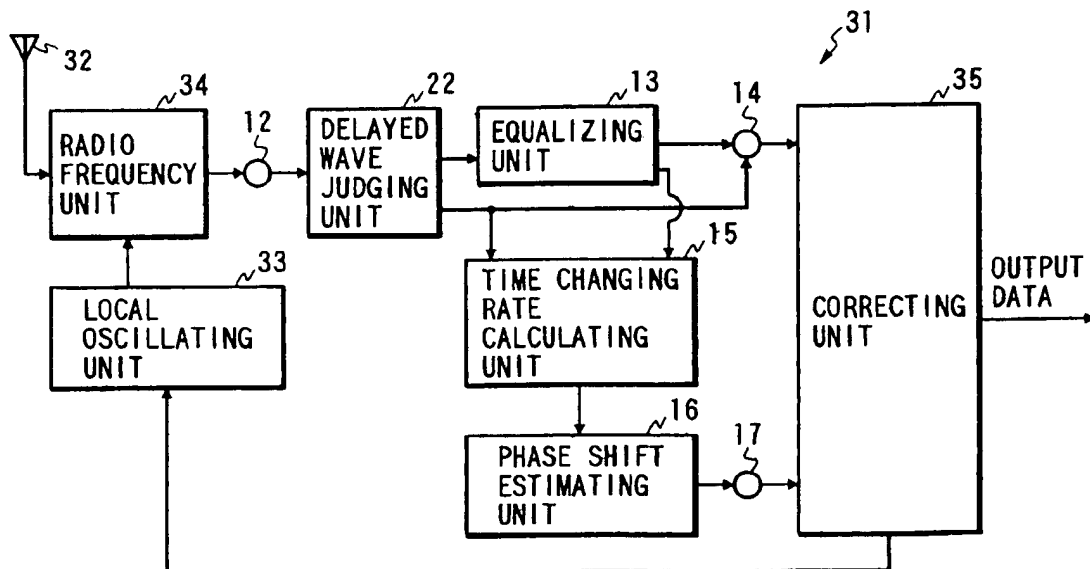 31
32
34
RADIO
FREQUENCY
UNIT
12
22
DELAYED
WAVE
JUDGING
UNIT
13
EQUALIZING
UNIT
14
35
CORRECTING
UNIT
OUTPUT
DATA
33
LOCAL
OSCILLATING
UNIT
15
TIME CHANGING
RATE
CALCULATING
UNIT
16
PHASE SHIFT
ESTIMATING
UNIT
17